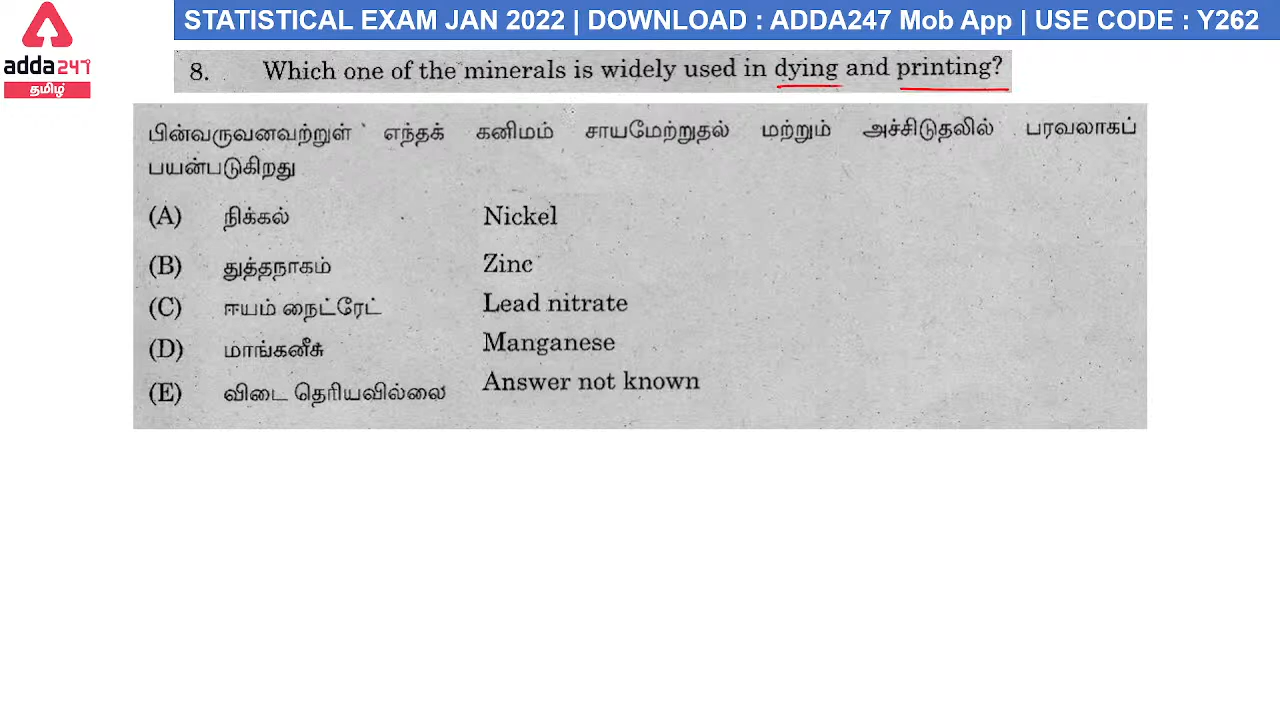 STATISTICAL EXAM JAN 2022 | DOWNLOAD : ADDA247 Mob App | USE CODE : Y262
adda247
தமிழ்
8. Which one of the minerals is widely used in dying and printing?
பின்வருவனவற்றுள் எந்தக் கனிமம் சாயமேற்றுதல் மற்றும் அச்சிடுதலில் பரவலாகப்
பயன்படுகிறது
(A) நிக்கல் Nickel
(B) துத்தநாகம் Zinc
(C) ஈயம் நைட்ரேட் Lead nitrate
(D) மாங்கனீசு Manganese
(E) விடை தெரியவில்லை Answer not known